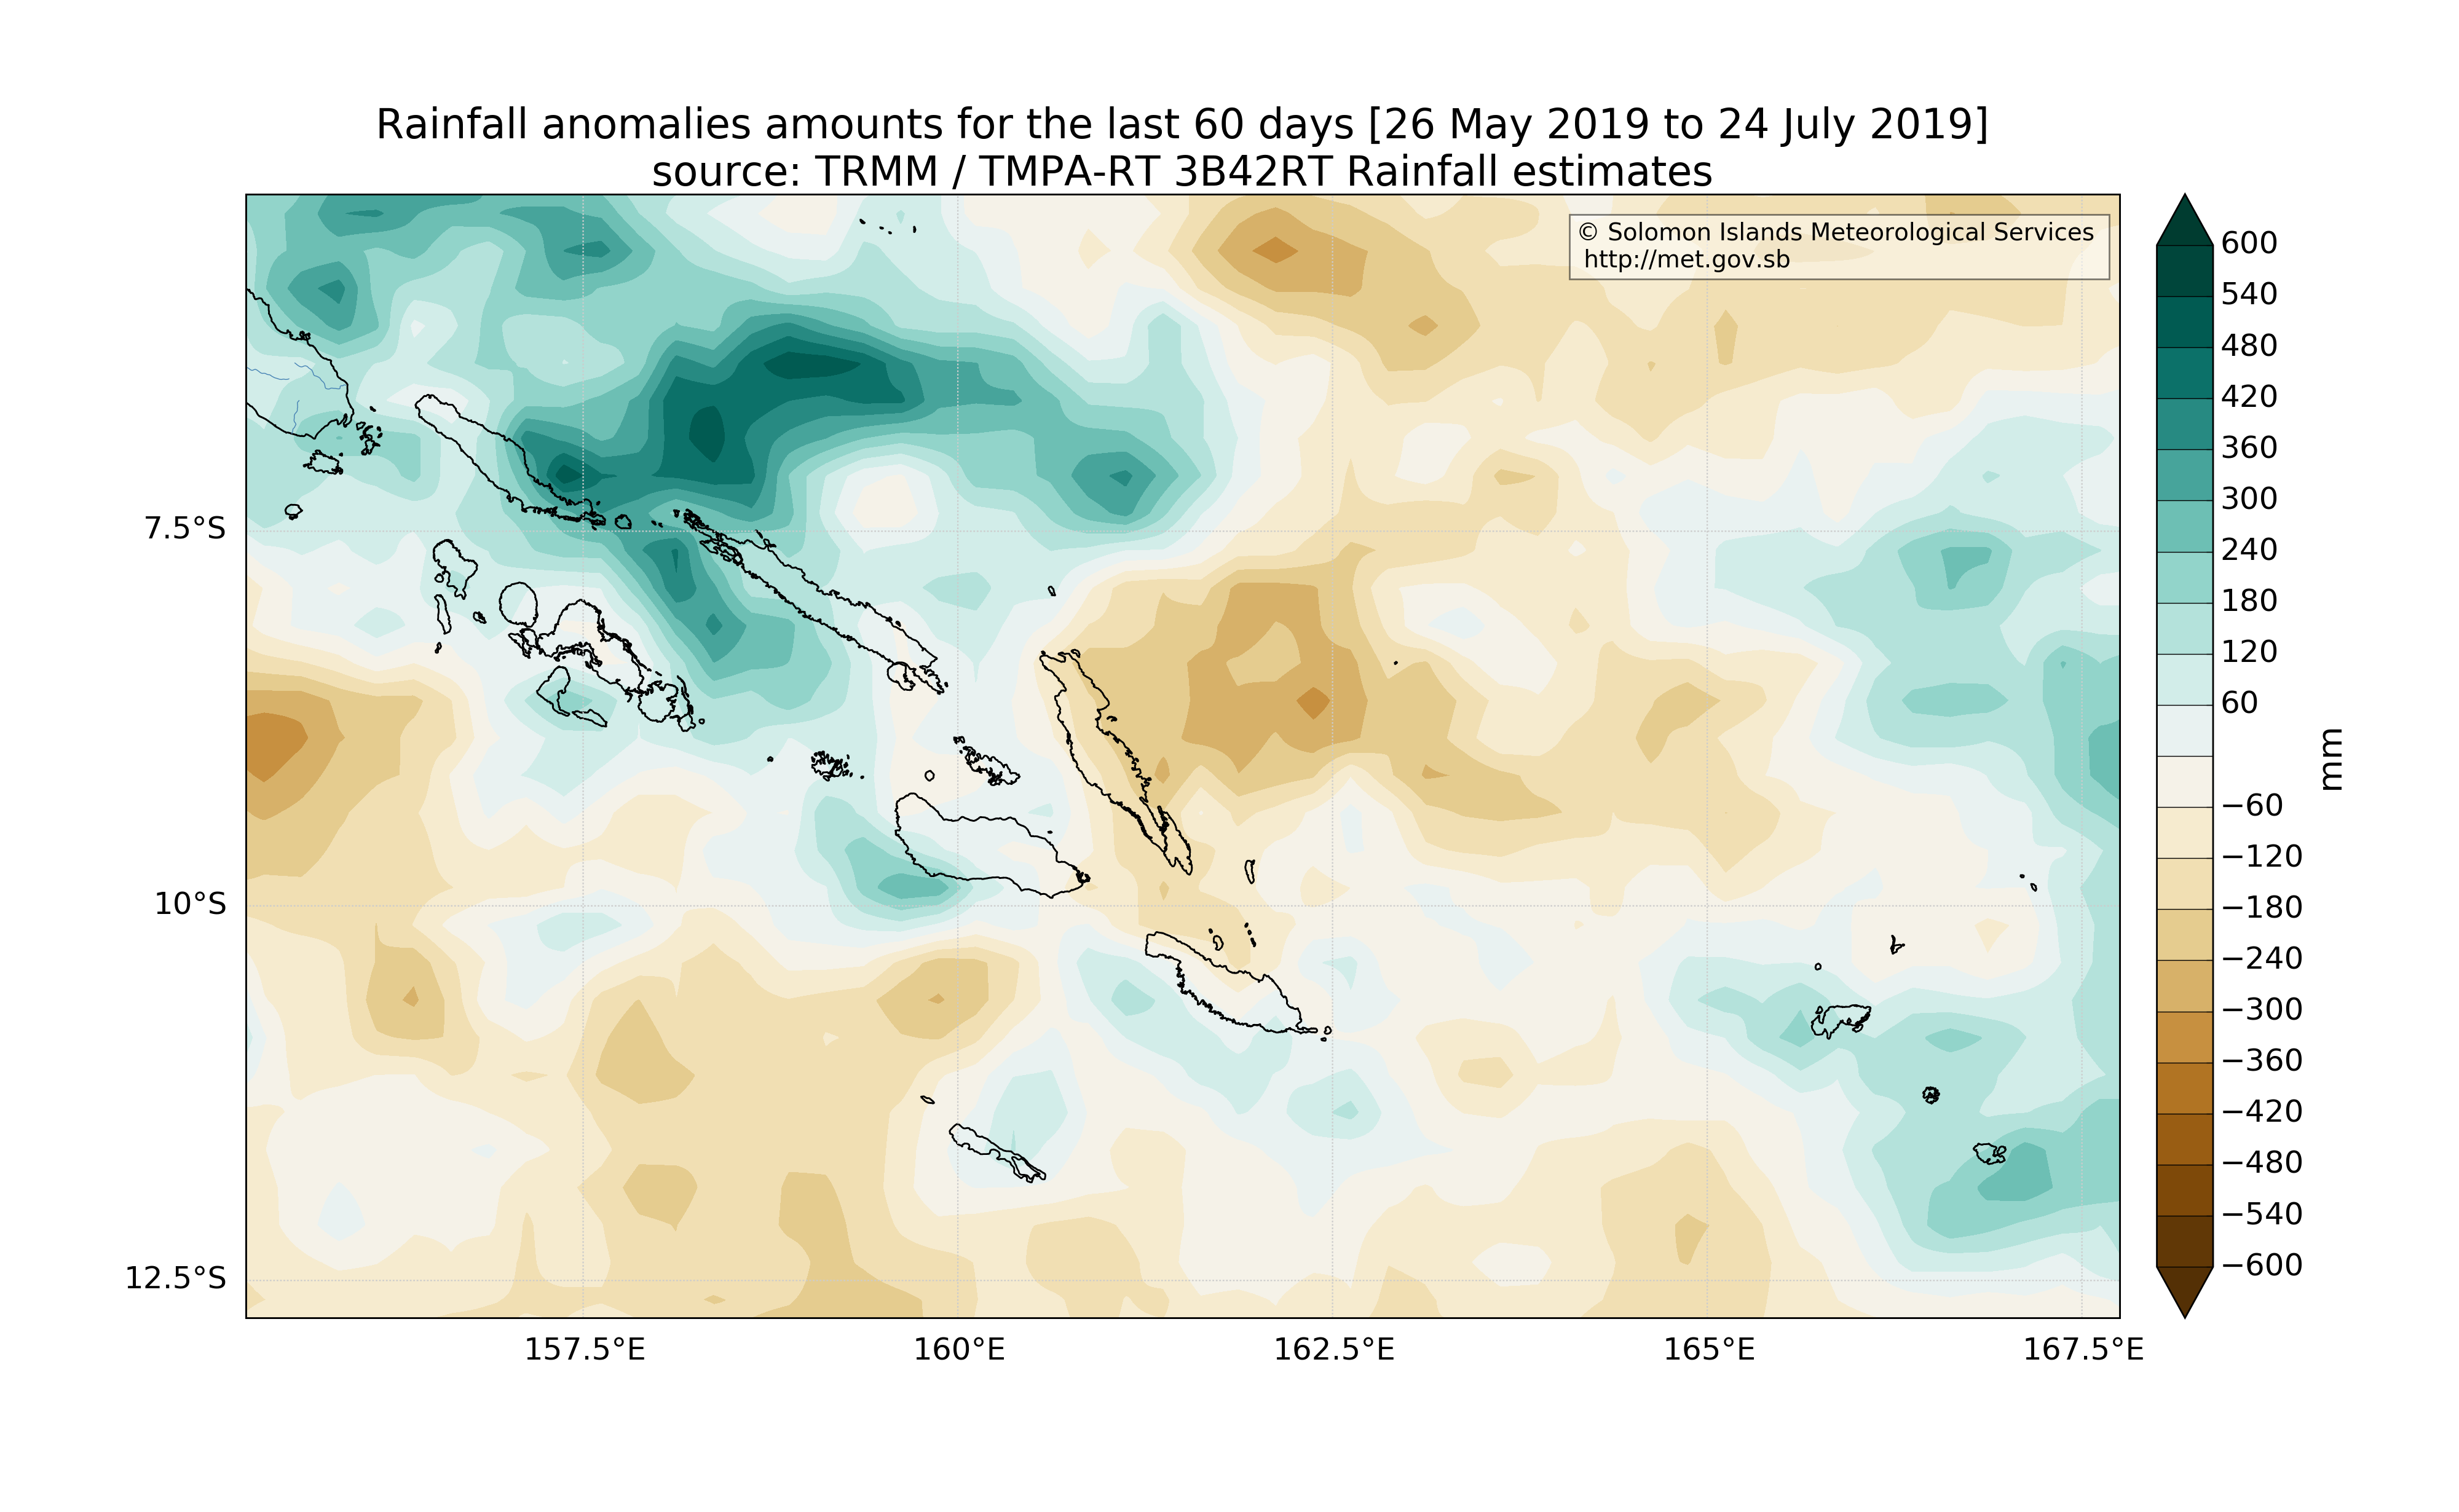 Rainfall anomalies amounts for the last 60 days [26 May 2019 to 24 July 2019]
source: TRMM / TMPA-RT 3B42RT Rainfall estimates
© Solomon Islands Meteorological Services
http://met.gov.sb
7.5°S
10°S
12.5°S
157.5°E
160°E
162.5°E
165°E
167.5°E
600
540
480
420
360
300
240
180
120
60
−60
−120
−180
−240
−300
−360
−420
−480
−540
−600
mm